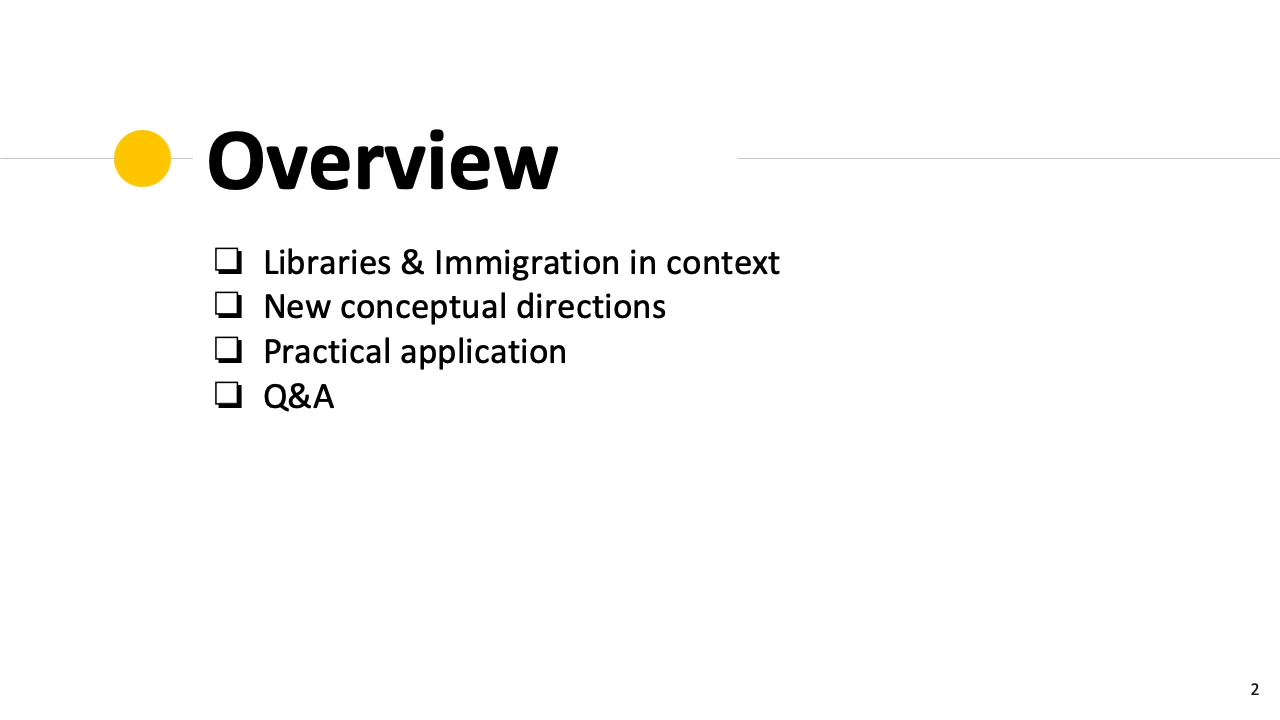 Overview
❏ Libraries & Immigration in context
❏ New conceptual directions
❏ Practical application
❏ Q&A
2